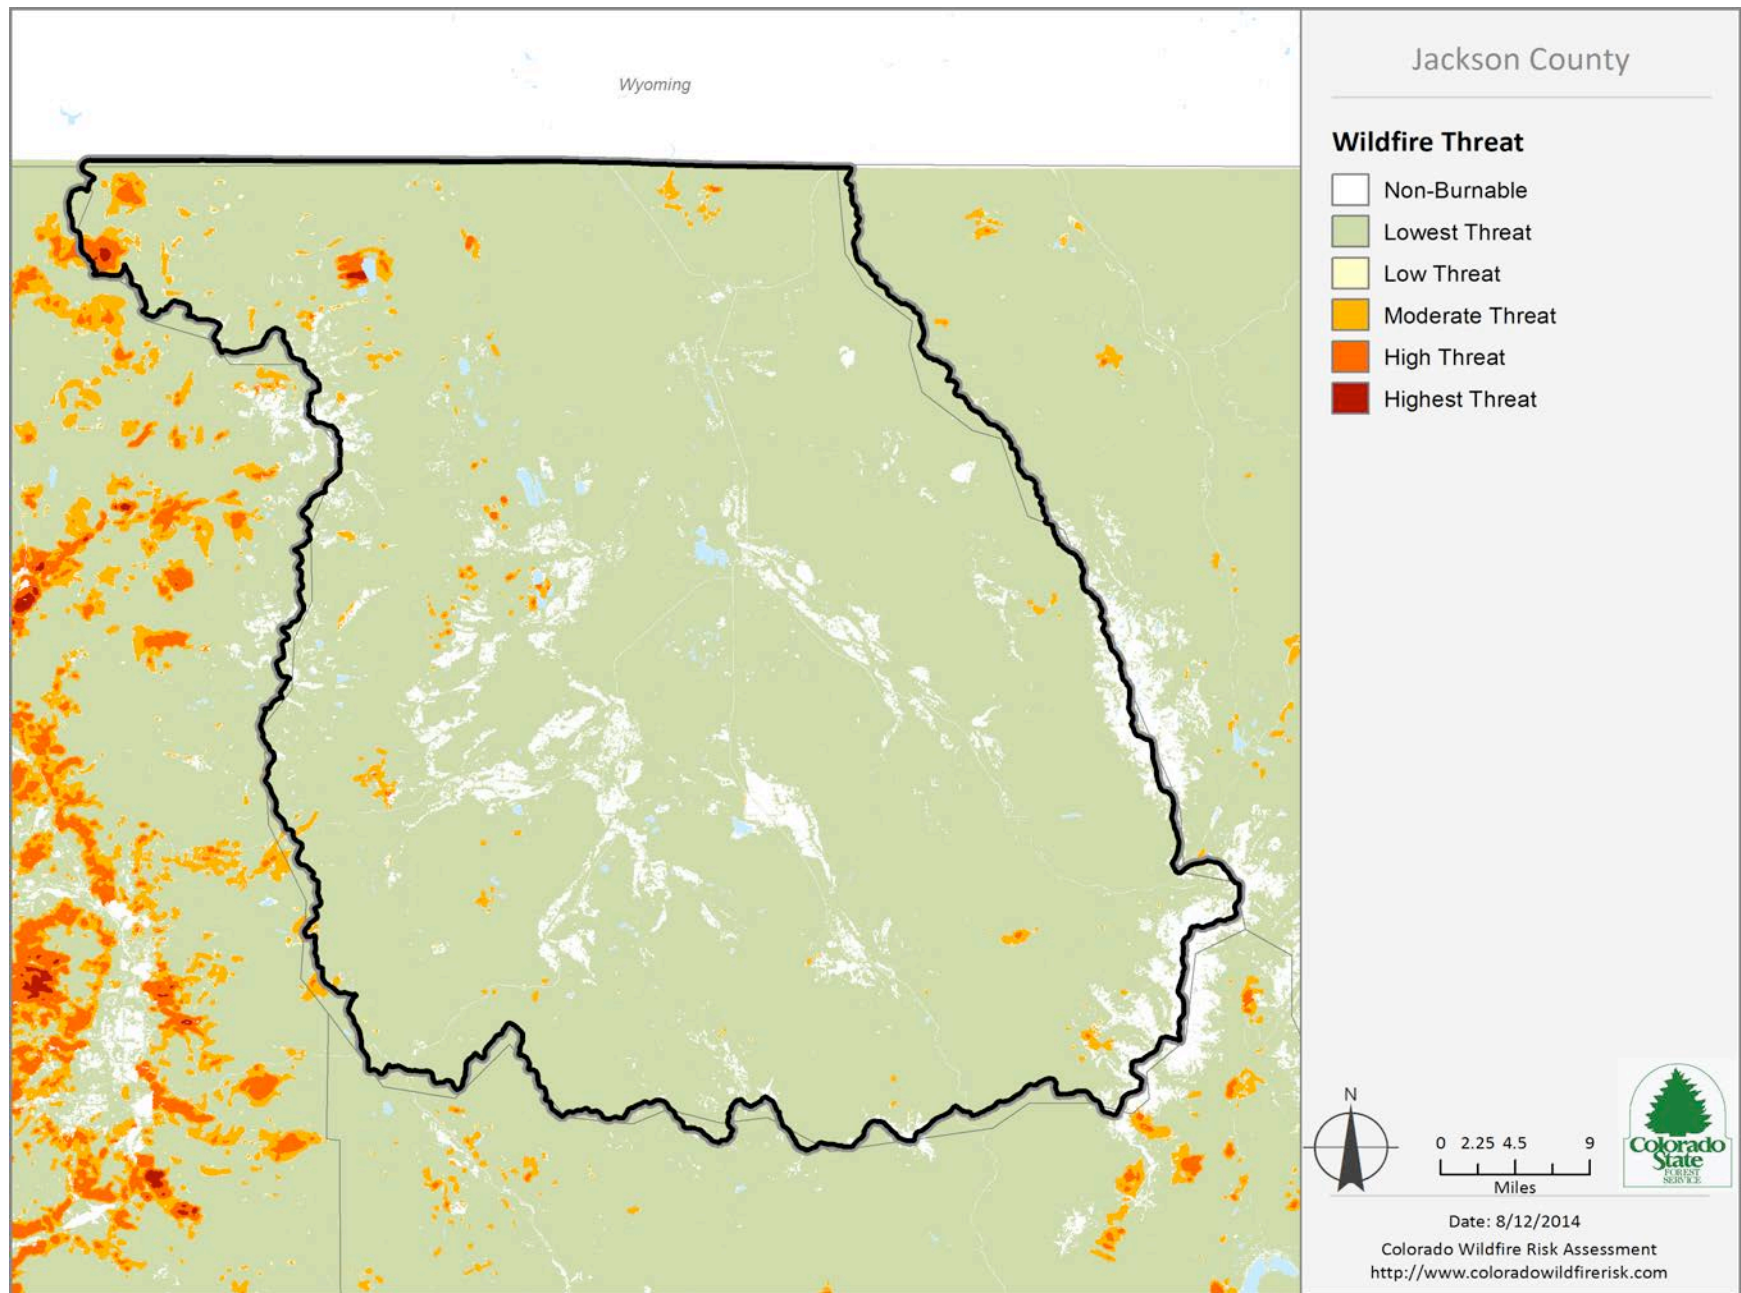 Wyoming
Jackson County
Wildfire Threat
Non-Burnable
Lowest Threat
Low Threat
Moderate Threat
High Threat
Highest Threat
N
0 2.25 4.5 9
Miles
Colorado
State
FOREST
SERVICE
Date: 8/12/2014
Colorado Wildfire Risk Assessment
http://www.coloradowildfirerisk.com